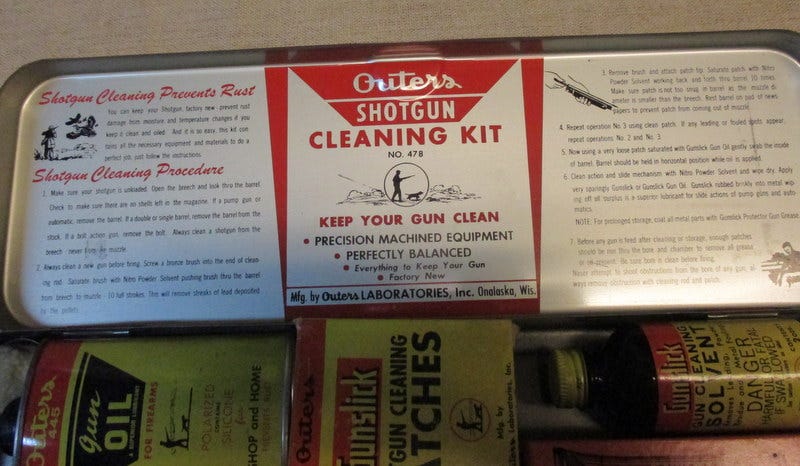 Shotgun Cleaning Prevents Rust
You can keep your Shotgun factory new prevent rust
damage from moisture and temperature changes if you
keep it clean and oiled. And it is so easy, this kit con
tains all the necessary equipment and materials to do a
perfect job, just follow the instructions.
Shotgun Cleaning Procedure
1. Make sure your shotgun is unloaded. Open the breech and look thru the barrel.
Check to make sure there are no shells left in the magazine. If a pump gun or
automatic, remove the barrel. If a double or single barrel, remove the barrel from the
stock. If a bolt action gun, remove the bolt. Always clean a shotgun from the
breech never from the muzzle.
2. Always clean a new gun before firing. Screw a bronze brush into the end of clean-
ing rod. Saturate brush with Nitro Powder Solvent pushing brush thru the barrel
from breech to muzzle - 10 full strokes. This will remove streaks of lead deposited
by the pellets.
Outers
SHOTGUN
CLEANING KIT
NO. 478
KEEP YOUR GUN CLEAN
• PRECISION MACHINED EQUIPMENT
• PERFECTLY BALANCED
• Everything to Keep Your Gun
• Factory New
Mfg. by Outers LABORATORIES, Inc. Onalaska, Wis.
3. Remove brush and attach patch tip. Saturate patch with Nitro
Powder Solvent working back and forth thru barrel 10 times.
Make sure patch is not too snug in barrel as the muzzle di
ameter is smaller than the breech. Rest barrel on pad of news
papers to prevent patch from coming out of muzzle.
4. Repeat operation No. 3 using clean patch. If any leading or fouled spots appear,
repeat operations No. 2 and No. 3.
5. Now using a very loose patch saturated with Gunslick Gun Oil gently swab the inside
of barrel. Barrel should be held in horizontal position while oil is applied.
6. Clean action and slide mechanism with Nitro Powder Solvent and wipe dry. Apply
very sparingly Gunslick or Gunslick Gun Oil. Gunslick rubbed briskly into metal wip-
ing off all surplus is a superior lubricant for slide actions of pump guns and auto-
matics.
NOTE: For prolonged storage, coat all metal parts with Gunslick Protector Gun Grease.
7. Before any gun is fired after cleaning or storage, enough patches
should be run thru the bore and chamber to remove all grease
or oil present. Be sure bore is clean before firing.
Never attempt to shoot obstructions from the bore of any gun, al-
ways remove obstruction with cleaning rod and patch.
Outers
445
Gun
OIL
FOR FIREARMS
POLARIZED
SILICONE
for
SHOP and HOME
PREVENTS RUST
Outers
Gunslick
GUN CLEANING
PATCHES
Mfg. by
Outers Laboratories, Inc.
Gunslick
GUN CLEANING
SOLVENT
DANGER
HARMFUL OR FATAL
IF SWALLOWED